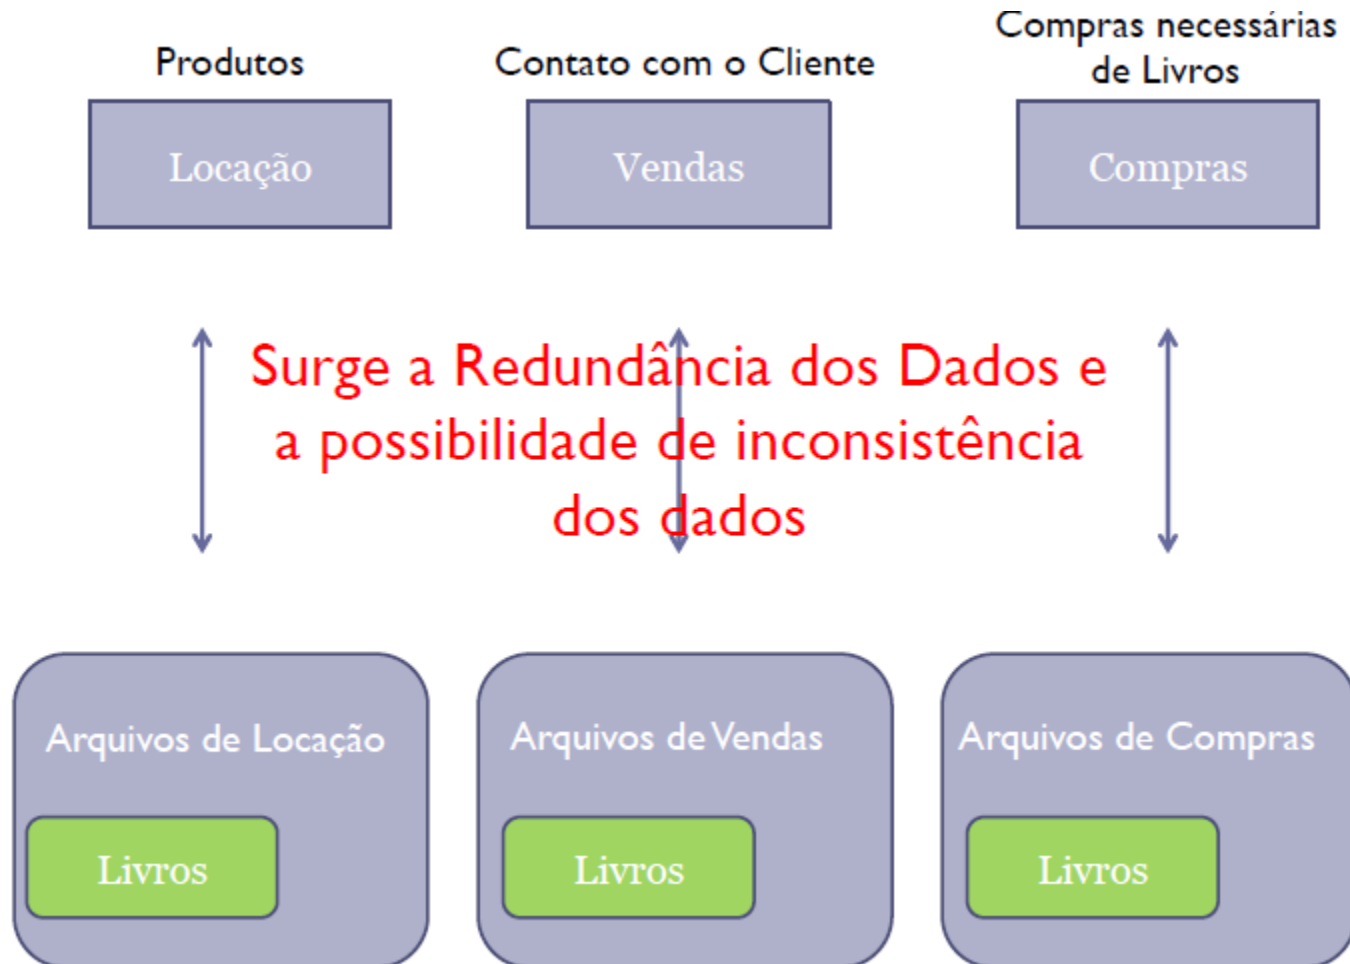 Produtos
Contato com o Cliente
Compras necessárias
de Livros
Locação
Vendas
Compras
Surge a Redundância dos Dados e
a possibilidade de inconsistência
dos dados
Arquivos de Locação
Arquivos de Vendas
Arquivos de Compras
Livros
Livros
Livros